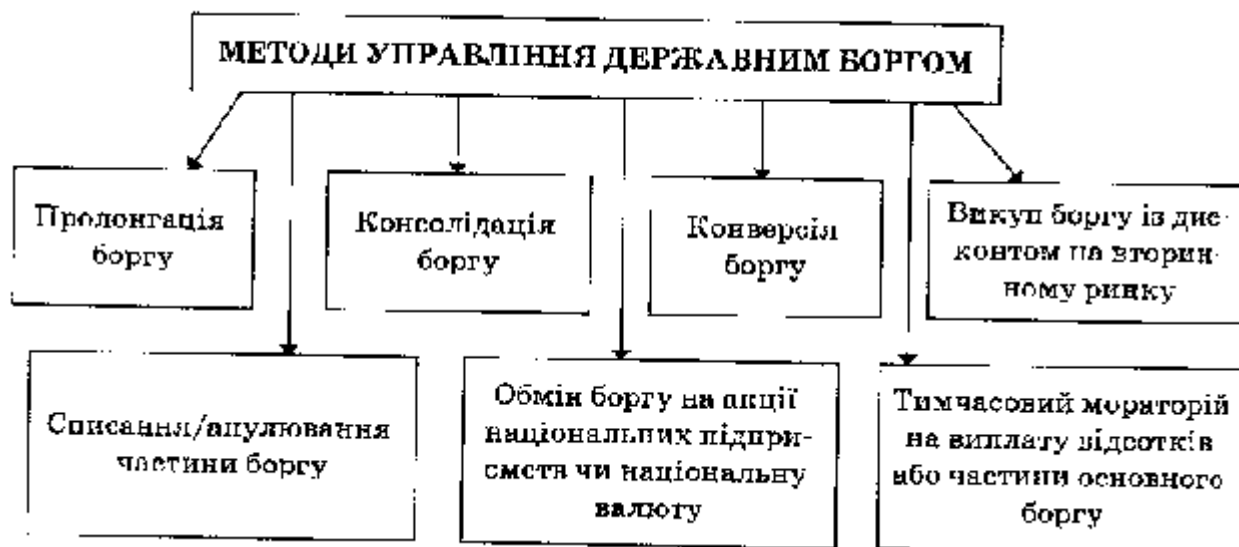 МЕТОДИ УПРАВЛІННЯ ДЕРЖАВНИМ БОРГОМ
Пролонгація
боргу
Консолідація
боргу
Конверсія
боргу
Викуп боргу із дис-
контом на вторин-
ному ринку
Списання/анулювання
частини боргу
Обмін боргу на акції
національних підпри-
ємств чи національну
валюту
Тимчасовий мораторій
на виплату відсотків
або частини основного
боргу